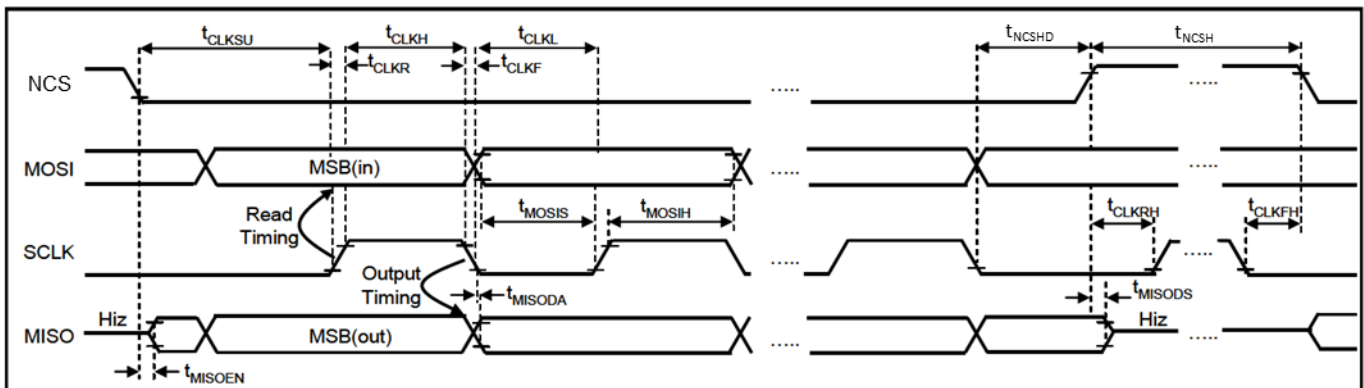 tCLKSU tCLKH tCLKL tNCSHD tNCSH
tCLKR tCLKF
NCS
.....
.....
MOSI MSB(in)
.....
.....
Read
Timing
tMOSIS tMOSIH tCLKRH tCLKFH
SCLK
.....
.....
Output
Timing
tMISODA tMISODS
MISO Hiz MSB(out)
.....
Hiz
.....
tMISOEN